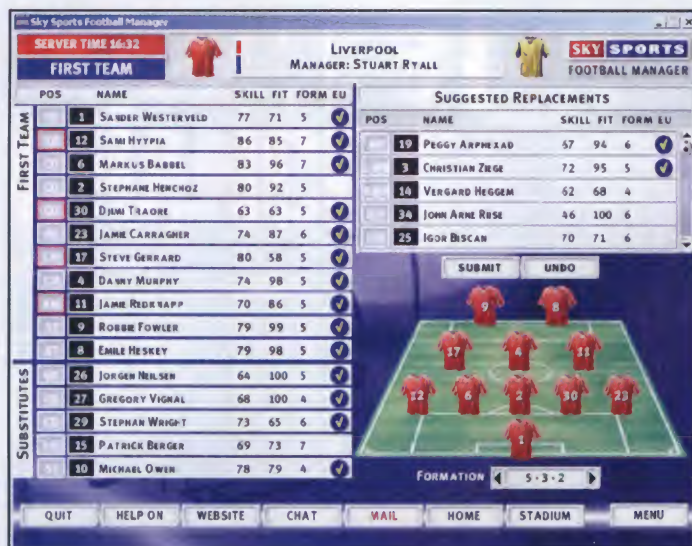 Sky Sports Football Manager
SERVER TIME 16:32
FIRST TEAM
LIVERPOOL
MANAGER: STUART RYALL
SKY SPORTS
FOOTBALL MANAGER
POS NAME SKILL FIT FORM EU
FIRST TEAM
1 SANDER WESTERVELD 77 71 5
12 SAMI HYYPIA 86 85 7
6 MARKUS BABBEL 83 96 7
2 STEPHANE HENCHOZ 80 92 5
30 DJIMI TRAORE 63 63 5
23 JAMIE CARRAGHER 74 87 6
17 STEVE GERRARD 80 58 5
4 DANNY MURPHY 74 98 5
11 JAMIE REDKNAPP 70 86 5
9 ROBBIE FOWLER 79 99 5
8 EMILE HESKEY 79 98 5
SUBSTITUTES
26 JORGEN NEILSEN 64 100 5
27 GREGORY VIGNAL 68 100 4
29 STEPHAN WRIGHT 73 65 6
15 PATRICK BERGER 69 73 7
10 MICHAEL OWEN 78 79 4
SUGGESTED REPLACEMENTS
POS NAME SKILL FIT FORM EU
19 PEGGY ARPHEXAD 67 94 6
3 CHRISTIAN ZIEGE 72 95 5
14 VERGARD HEGGEM 62 68 4
34 JOHN ARNE RIISE 46 100 6
25 IGOR BISCAN 70 71 6
SUBMIT UNDO
9 8
17 4 11
12 6 2 30 23
1
FORMATION 5-3-2
QUIT HELP ON WEBSITE CHAT MAIL HOME STADIUM MENU